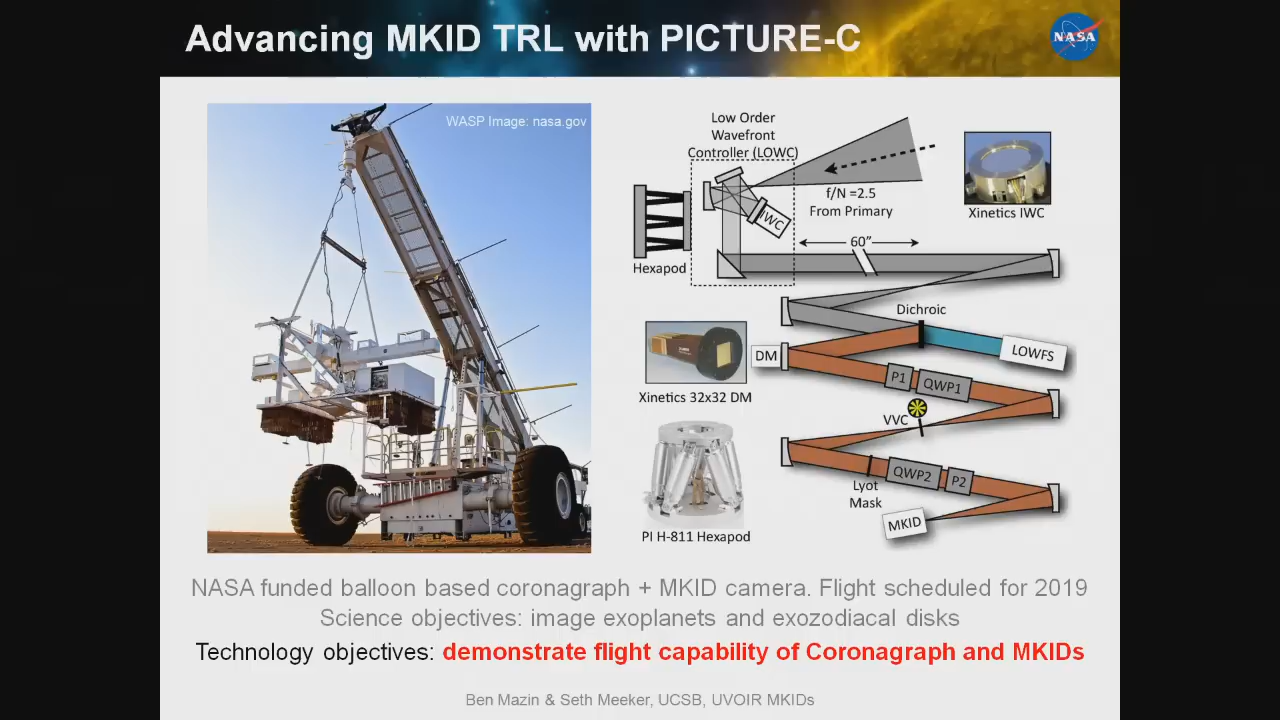 Advancing MKID TRL with PICTURE-C
NASA
WASP Image: nasa.gov
Low Order
Wavefront
Controller (LOWC)
f/N =2.5
From Primary
IWC
Xinetics IWC
Hexapod
60”
Dichroic
LOWFS
DM
P1
QWP1
Xinetics 32x32 DM
VVC
QWP2
P2
Lyot
Mask
MKID
PI H-811 Hexapod
NASA funded balloon based coronagraph + MKID camera. Flight scheduled for 2019
Science objectives: image exoplanets and exozodiacal disks
Technology objectives: demonstrate flight capability of Coronagraph and MKIDs
Ben Mazin & Seth Meeker, UCSB, UVOIR MKIDs